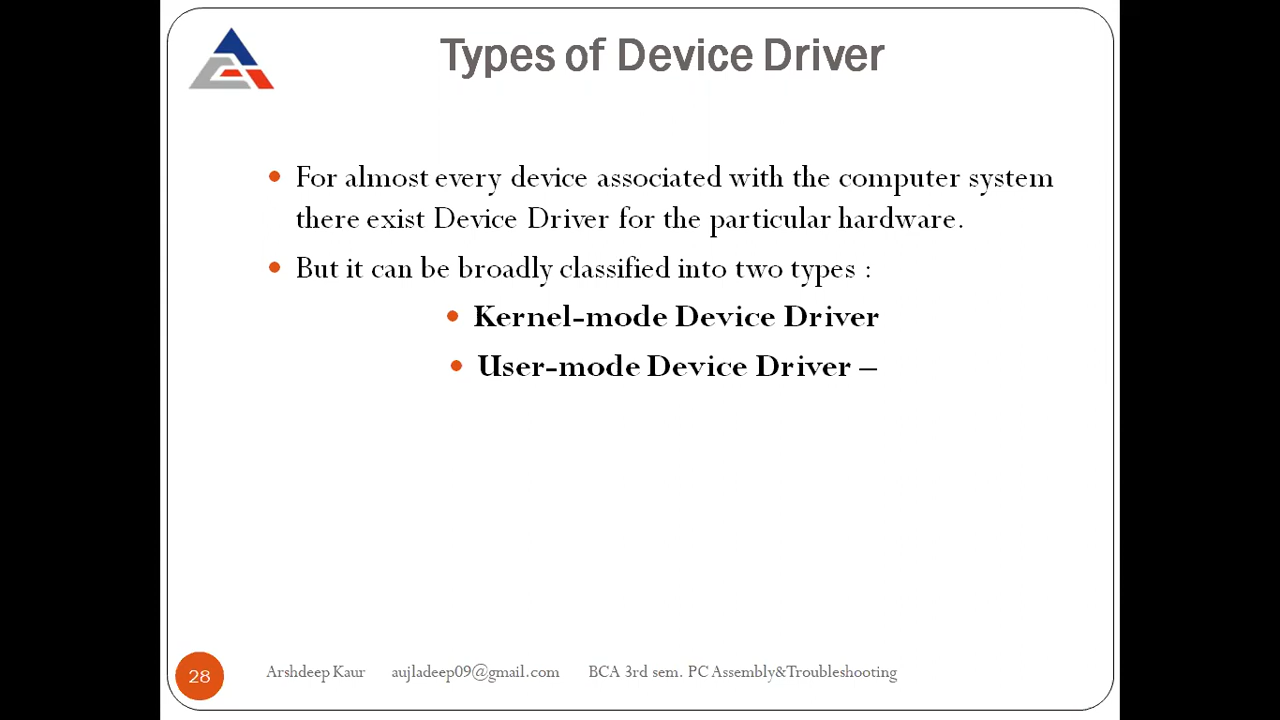 Types of Device Driver
• For almost every device associated with the computer system
there exist Device Driver for the particular hardware.
• But it can be broadly classified into two types :
• Kernel-mode Device Driver
• User-mode Device Driver –
28 Arshdeep Kaur aujladeep09@gmail.com BCA 3rd sem. PC Assembly&Troubleshooting